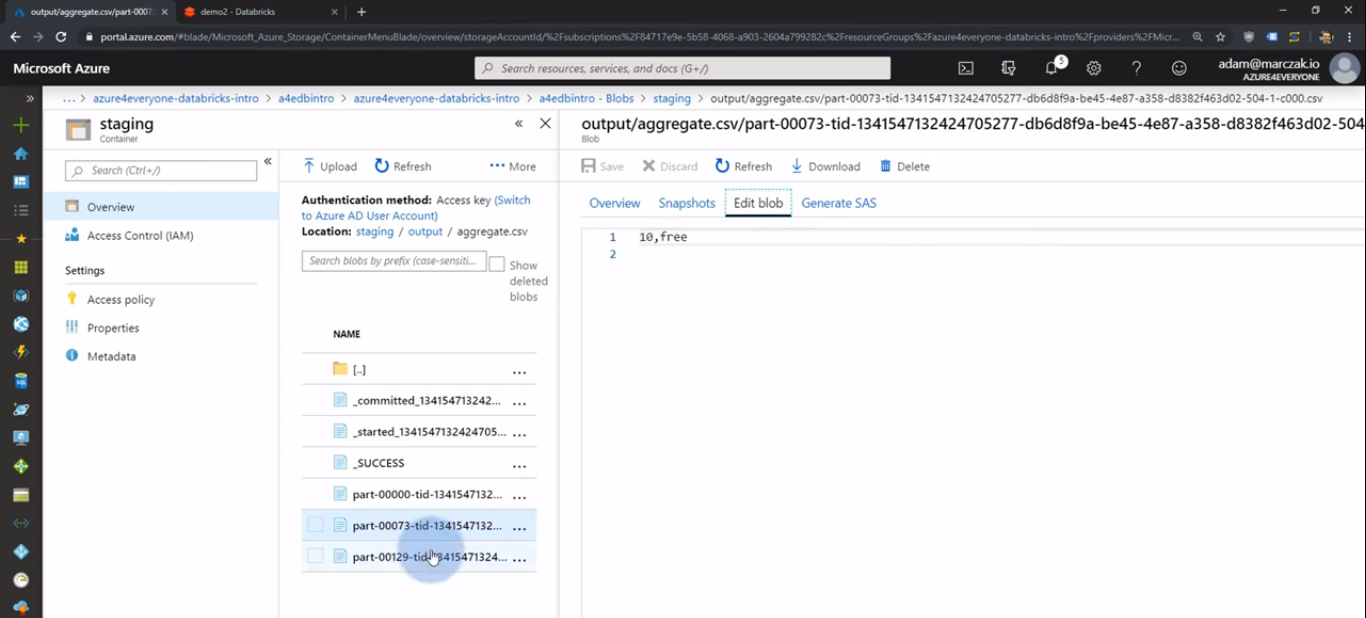 output/aggregate.csv/part-0007
demo2 - Databricks
portal.azure.com/#blade/Microsoft_Azure_Storage/ContainerMenuBlade/overview/storageAccountId/%2Fsubscriptions%2F84717e9e-5b58-4068-a903-2604a799282c%2FresourceGroups%2Fazure4everyone-databricks-intro%2Fproviders%2FMicr...
Microsoft Azure
Search resources, services, and docs (G+/)
5
adam@marczak.io
AZURE4EVERYONE
... > azure4everyone-databricks-intro > a4edbintro > azure4everyone-databricks-intro > a4edbintro - Blobs > staging > output/aggregate.csv/part-00073-tid-1341547132424705277-db6d8f9a-be45-4e87-a358-d8382f463d02-504-1-c000.csv
staging
Container
output/aggregate.csv/part-00073-tid-1341547132424705277-db6d8f9a-be45-4e87-a358-d8382f463d02-504
Blob
Search (Ctrl+/)
Overview
Access Control (IAM)
Settings
Access policy
Properties
Metadata
Upload Refresh ... More
Authentication method: Access key (Switch
to Azure AD User Account)
Location: staging / output / aggregate.csv
Search blobs by prefix (case-sensiti...
Show
deleted
blobs
NAME
[..] ...
_committed_134154713242... ...
_started_1341547132424705... ...
_SUCCESS ...
part-00000-tid-1341547132... ...
part-00073-tid-1341547132... ...
part-00129-tid-13415471324... ...
Save Discard Refresh Download Delete
Overview Snapshots Edit blob Generate SAS
1 10,free
2